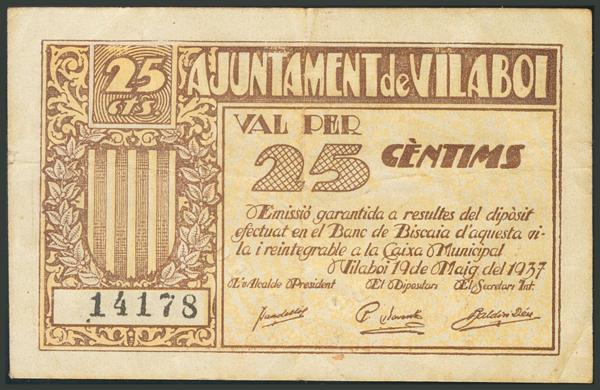 25
CTS
AJUNTAMENT de VILABOI
VAL PER
25 CÈNTIMS
Emissió garantida a resultes del dipòsit
efectuat en el Banc de Biscaia d'aquesta vi-
la i reintegrable a la Caixa Municipal
Vilaboi 19 de Maig del 1937
L'Alcalde President El Dipositari El Secretari Int.
14178